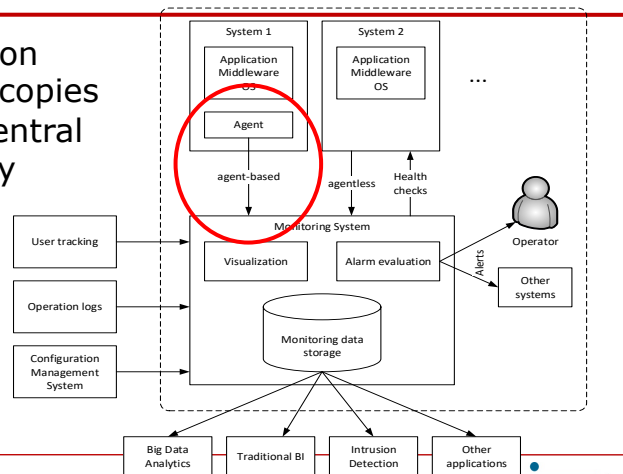 on
copies
entral
y
System 1
Application
Middleware
OS
Agent
System 2
Application
Middleware
OS
...
agent-based
agentless
Health
checks
Monitoring System
Visualization
Alarm evaluation
Monitoring data
storage
User tracking
Operation logs
Configuration
Management
System
Alerts
Operator
Other
systems
Big Data
Analytics
Traditional BI
Intrusion
Detection
Other
applications